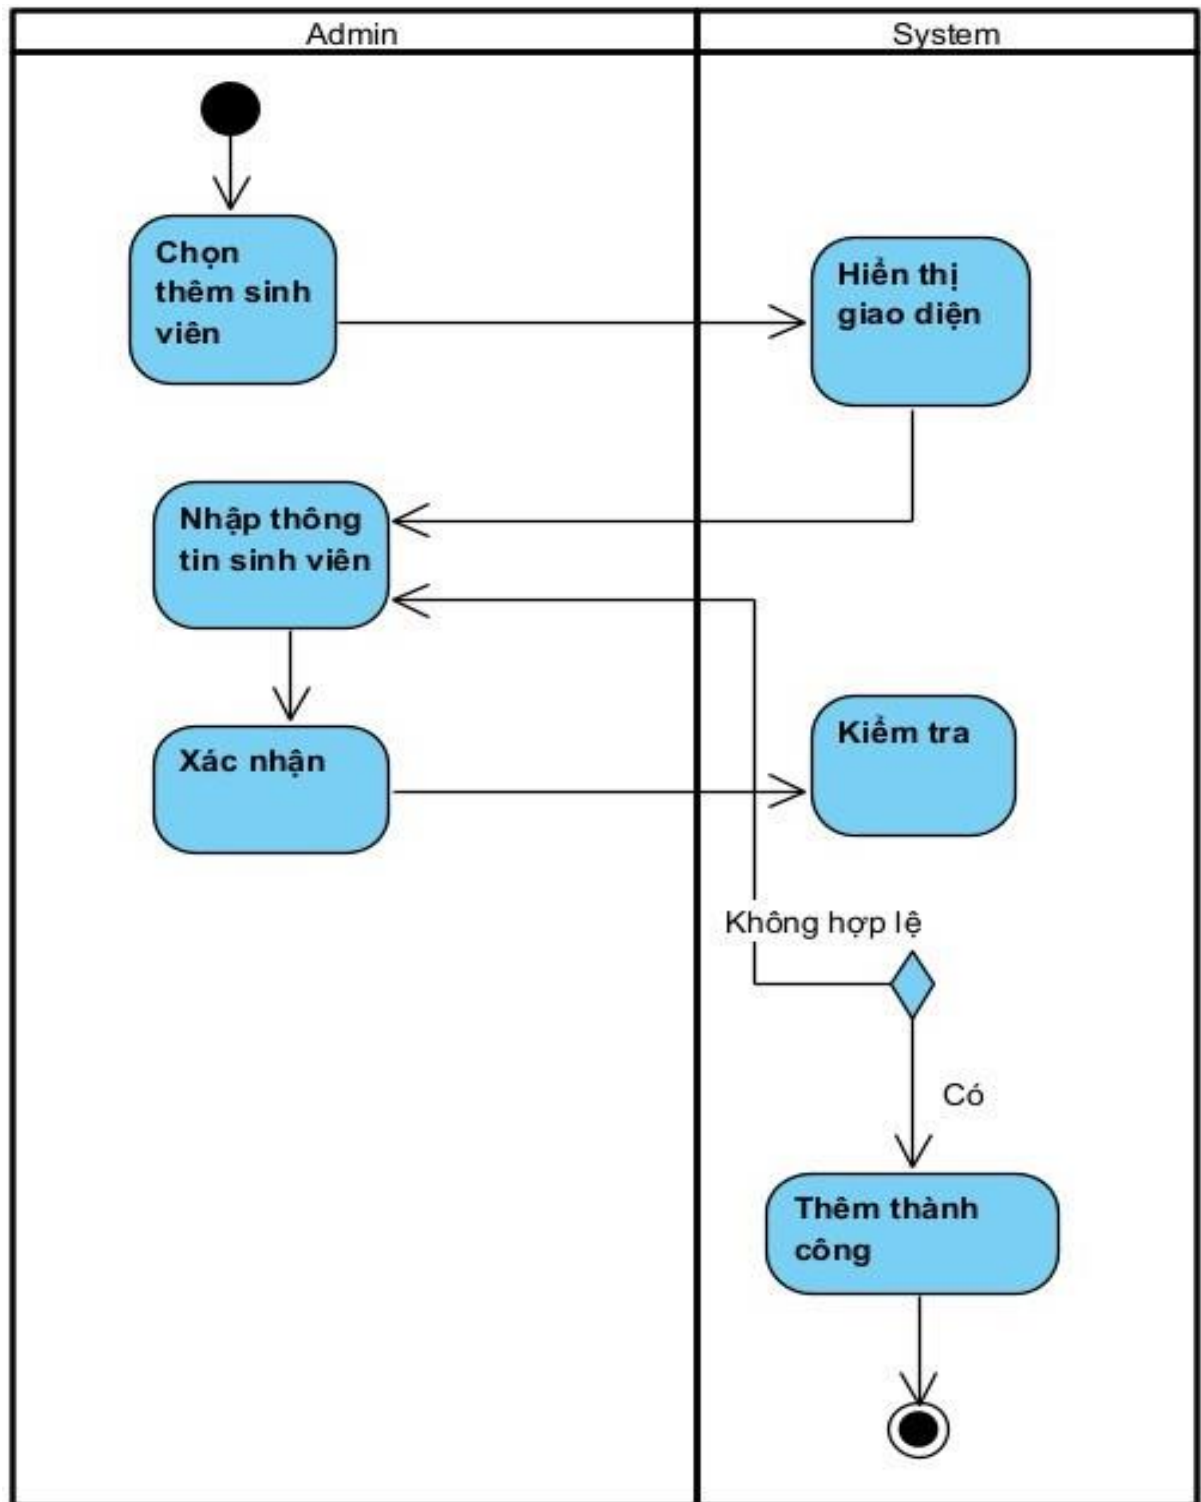 Admin
System
Chọn
thêm sinh
viên
Hiển thị
giao diện
Nhập thông
tin sinh viên
Xác nhận
Kiểm tra
Không hợp lệ
Có
Thêm thành
công